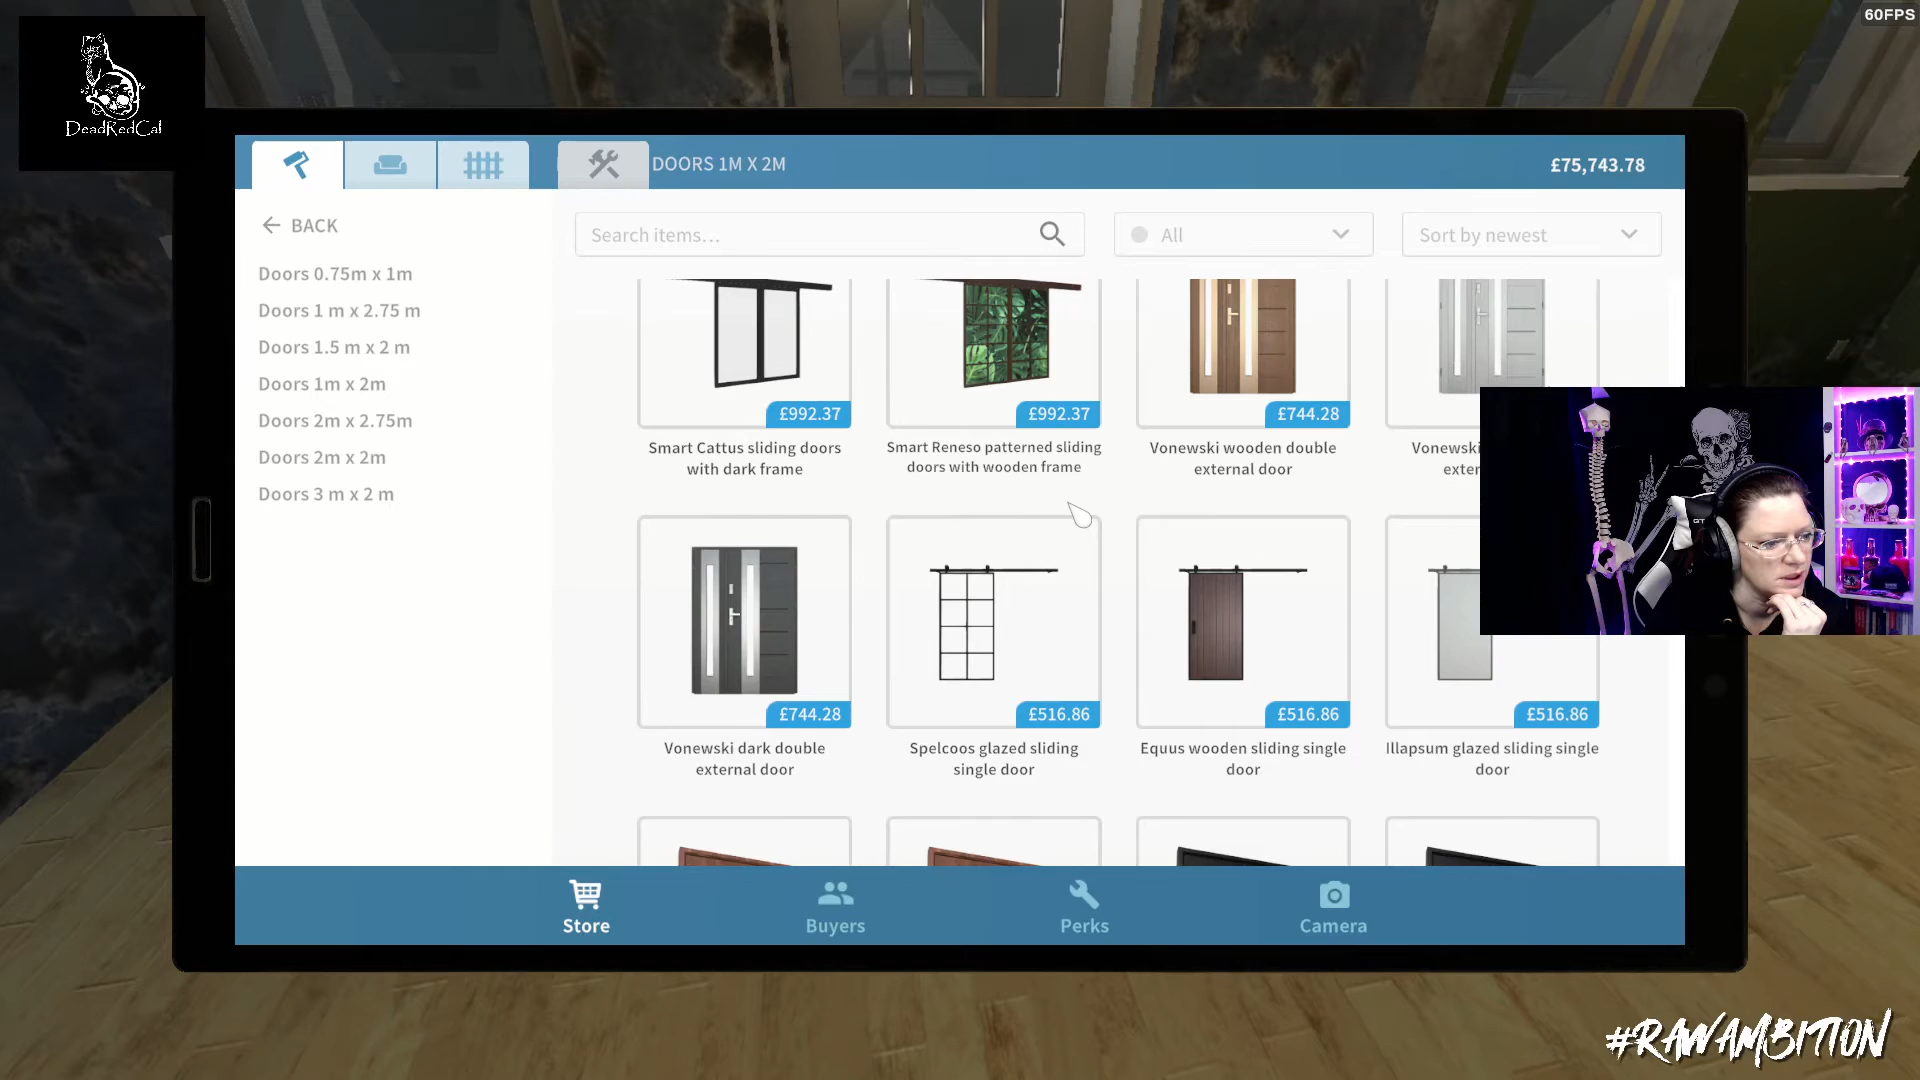 60FPS
DeadRedCal
DOORS 1M X 2M
£75,743.78
BACK
Search items...
All
Sort by newest
Doors 0.75m x 1m
Doors 1 m x 2.75 m
Doors 1.5 m x 2 m
Doors 1m x 2m
Doors 2m x 2.75m
Doors 2m x 2m
Doors 3 m x 2 m
£992.37
£992.37
£744.28
Smart Cattus sliding doors
with dark frame
Smart Reneso patterned sliding
doors with wooden frame
Vonewski wooden double
external door
£744.28
£516.86
£516.86
£516.86
Vonewski dark double
external door
Spelcoos glazed sliding
single door
Equus wooden sliding single
door
Illapsum glazed sliding single
door
Store
Buyers
Perks
Camera
#RAWAMBITION